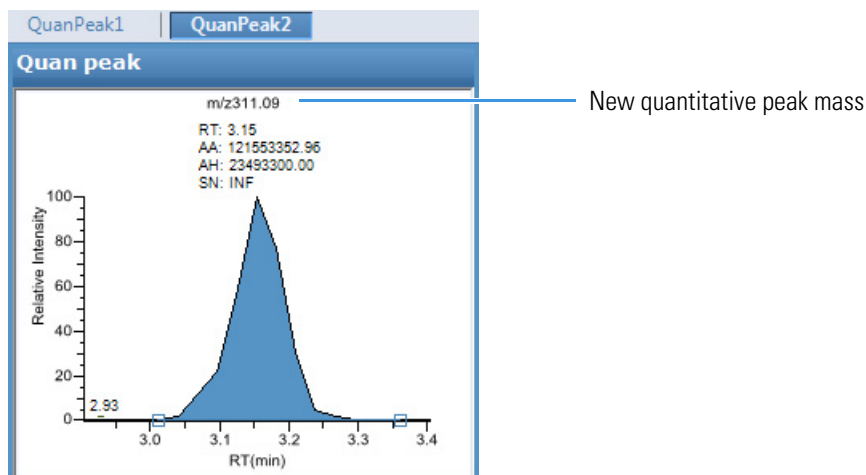 QuanPeak1 QuanPeak2
Quan peak
m/z311.09
New quantitative peak mass
RT: 3.15
AA: 121553352.96
AH: 23493300.00
SN: INF
Relative Intensity
100
80
60
40
20
0
2.93
3.0 3.1 3.2 3.3 3.4
RT(min)